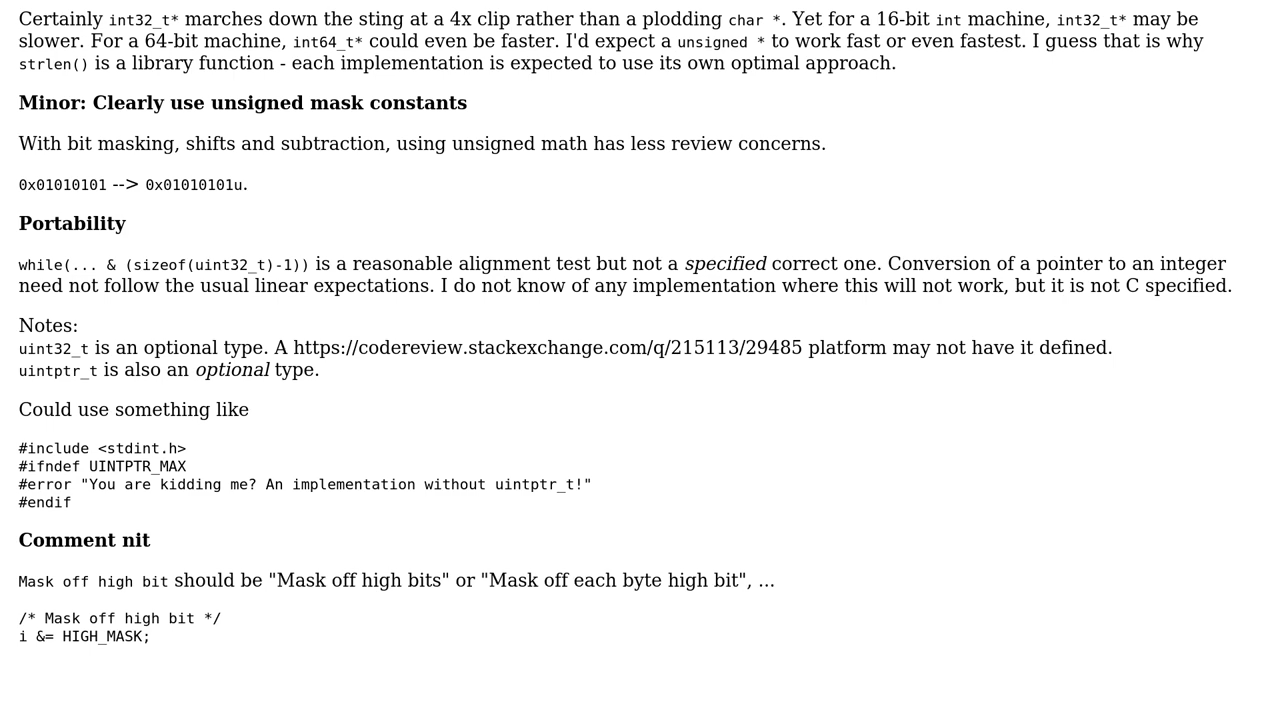 Certainly int32_t* marches down the sting at a 4x clip rather than a plodding char *. Yet for a 16-bit int machine, int32_t* may be
slower. For a 64-bit machine, int64_t* could even be faster. I'd expect a unsigned * to work fast or even fastest. I guess that is why
strlen() is a library function - each implementation is expected to use its own optimal approach.
Minor: Clearly use unsigned mask constants
With bit masking, shifts and subtraction, using unsigned math has less review concerns.
0x01010101 --> 0x01010101u.
Portability
while(... & (sizeof(uint32_t)-1)) is a reasonable alignment test but not a specified correct one. Conversion of a pointer to an integer
need not follow the usual linear expectations. I do not know of any implementation where this will not work, but it is not C specified.
Notes:
uint32_t is an optional type. A https://codereview.stackexchange.com/q/215113/29485 platform may not have it defined.
uintptr_t is also an optional type.
Could use something like
#include <stdint.h>
#ifndef UINTPTR_MAX
#error "You are kidding me? An implementation without uintptr_t!"
#endif
Comment nit
Mask off high bit should be "Mask off high bits" or "Mask off each byte high bit", ...
/* Mask off high bit */
i &= HIGH_MASK;